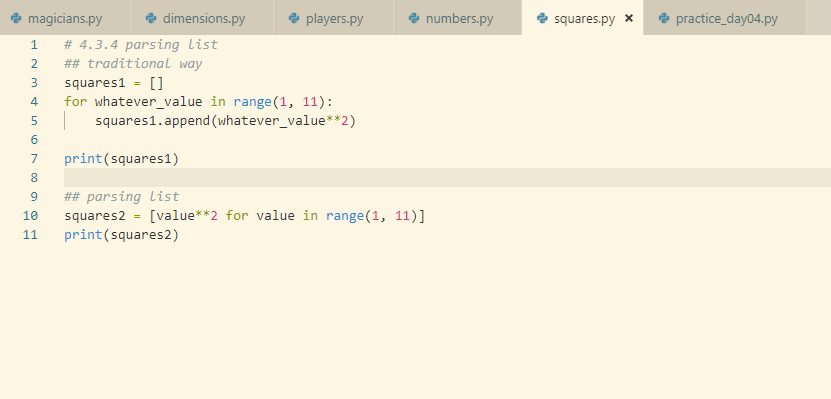 magicians.py dimensions.py players.py numbers.py squares.py × practice_day04.py
1 # 4.3.4 parsing list
2 ## traditional way
3 squares1 = []
4 for whatever_value in range(1, 11):
5     squares1.append(whatever_value**2)
6
7 print(squares1)
8
9 ## parsing list
10 squares2 = [value**2 for value in range(1, 11)]
11 print(squares2)